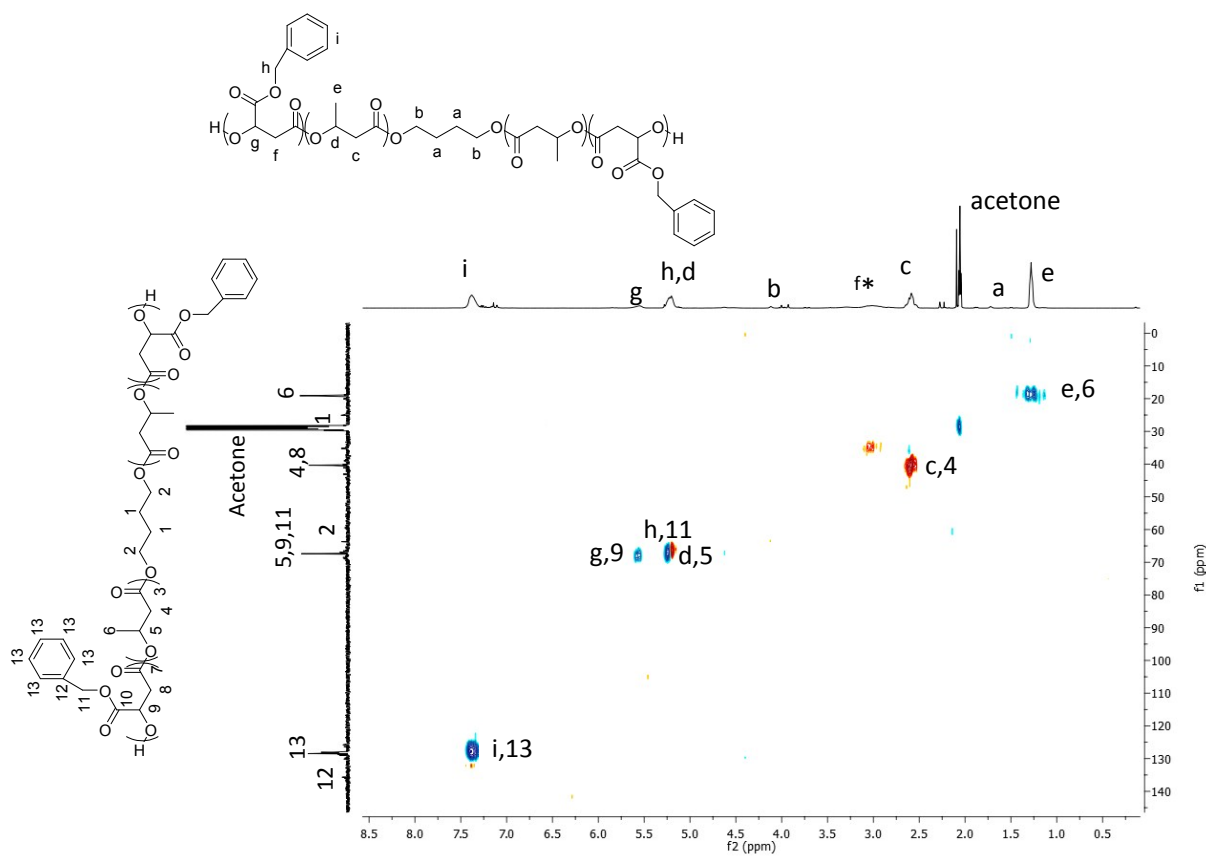 i
h
O
O
e
O
O
H
O
O
O
O
O
O
O
H
g
f
d
c
b
a
a
b
O
O
O
O
acetone
i
g
h,d
b
f*
c
a
e
H
O
O
O
O
O
O
O
2
1
1
2
O
O
3
4
6
5
O
O
7
8
13
13
13
13
13
12
11
O
10
O
9
O
H
6
1
Acetone
4,8
2
5,9,11
13
12
e,6
c,4
h,11
g,9
d,5
i,13
0
10
20
30
40
50
60
70
80
90
100
110
120
130
140
f1 (ppm)
8.5 8.0 7.5 7.0 6.5 6.0 5.5 5.0 4.5 4.0 3.5 3.0 2.5 2.0 1.5 1.0 0.5
f2 (ppm)